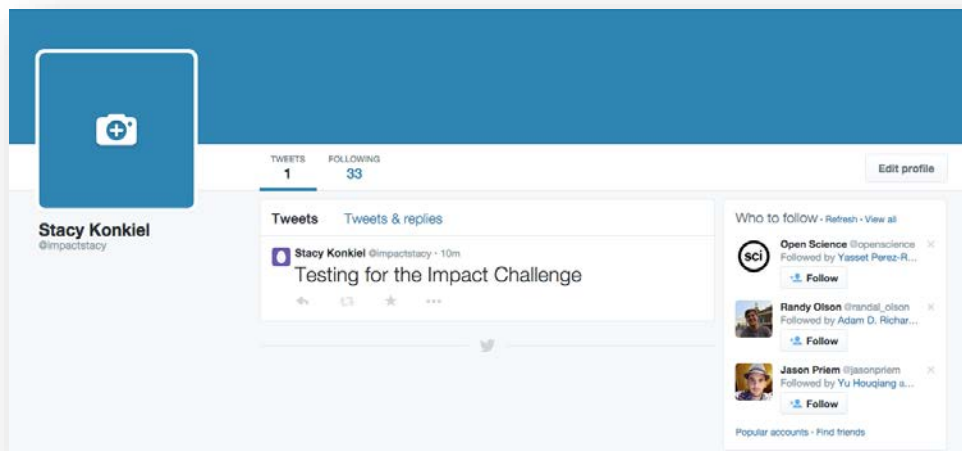 TWEETS
1
FOLLOWING
33
Edit profile
Stacy Konkiel
@impactstacy
Tweets Tweets & replies
Stacy Konkiel @impactstacy · 10m
Testing for the Impact Challenge
Who to follow · Refresh · View all
sci
Open Science @openscience
Followed by Yasset Perez-R...
Follow
Randy Olson @randal_olson
Followed by Adam D. Richar...
Follow
Jason Priem @jasonpriem
Followed by Yu Houqiang a...
Follow
Popular accounts · Find friends